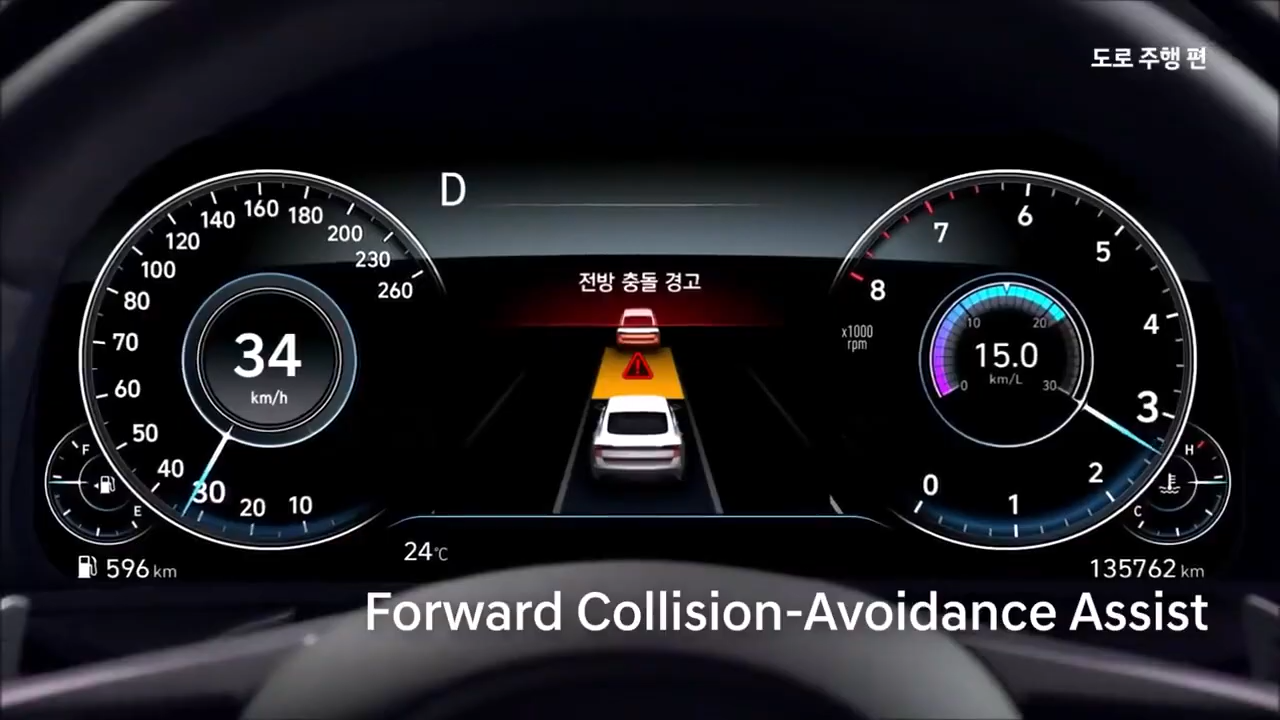 도로 주행 편
D
160
140
180
120
200
100
230
80
260
70
60
50
40
30
20
10
34
km/h
전방 충돌 경고
6
7
5
8
4
x1000
rpm
10
20
15.0
km/L
0
30
3
2
0
1
F
E
H
C
596 km
24℃
135762 km
Forward Collision-Avoidance Assist